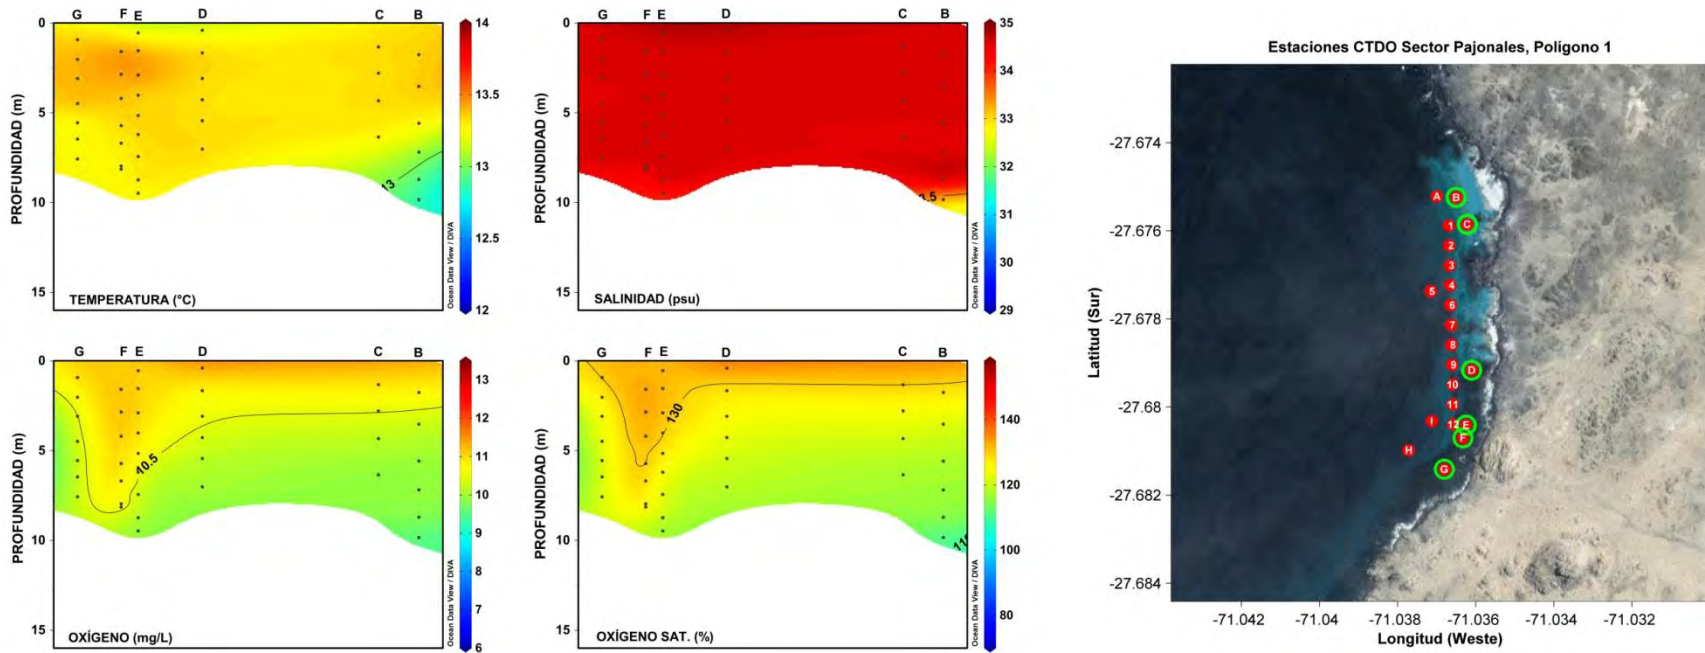 G F E D C B
0
5
10
15
PROFUNDIDAD (m)
13
TEMPERATURA (°C)
Ocean Data View / DIVA
14
13.5
13
12.5
12
G F E D C B
0
5
10
15
PROFUNDIDAD (m)
3.5
SALINIDAD (psu)
Ocean Data View / DIVA
35
34
33
32
31
30
29
G F E D C B
0
5
10
15
PROFUNDIDAD (m)
10.5
OXÍGENO (mg/L)
Ocean Data View / DIVA
13
12
11
10
9
8
7
6
G F E D C B
0
5
10
15
PROFUNDIDAD (m)
130
110
OXÍGENO SAT. (%)
Ocean Data View / DIVA
140
120
100
80
Estaciones CTDO Sector Pajonales, Polígono 1
Latitud (Sur)
-27.674
-27.676
-27.678
-27.68
-27.682
-27.684
A B
1 C
2
3
4
5
6
7
8
9 D
10
11
I 12 E
F
H
G
-71.042 -71.04 -71.038 -71.036 -71.034 -71.032
Longitud (Weste)